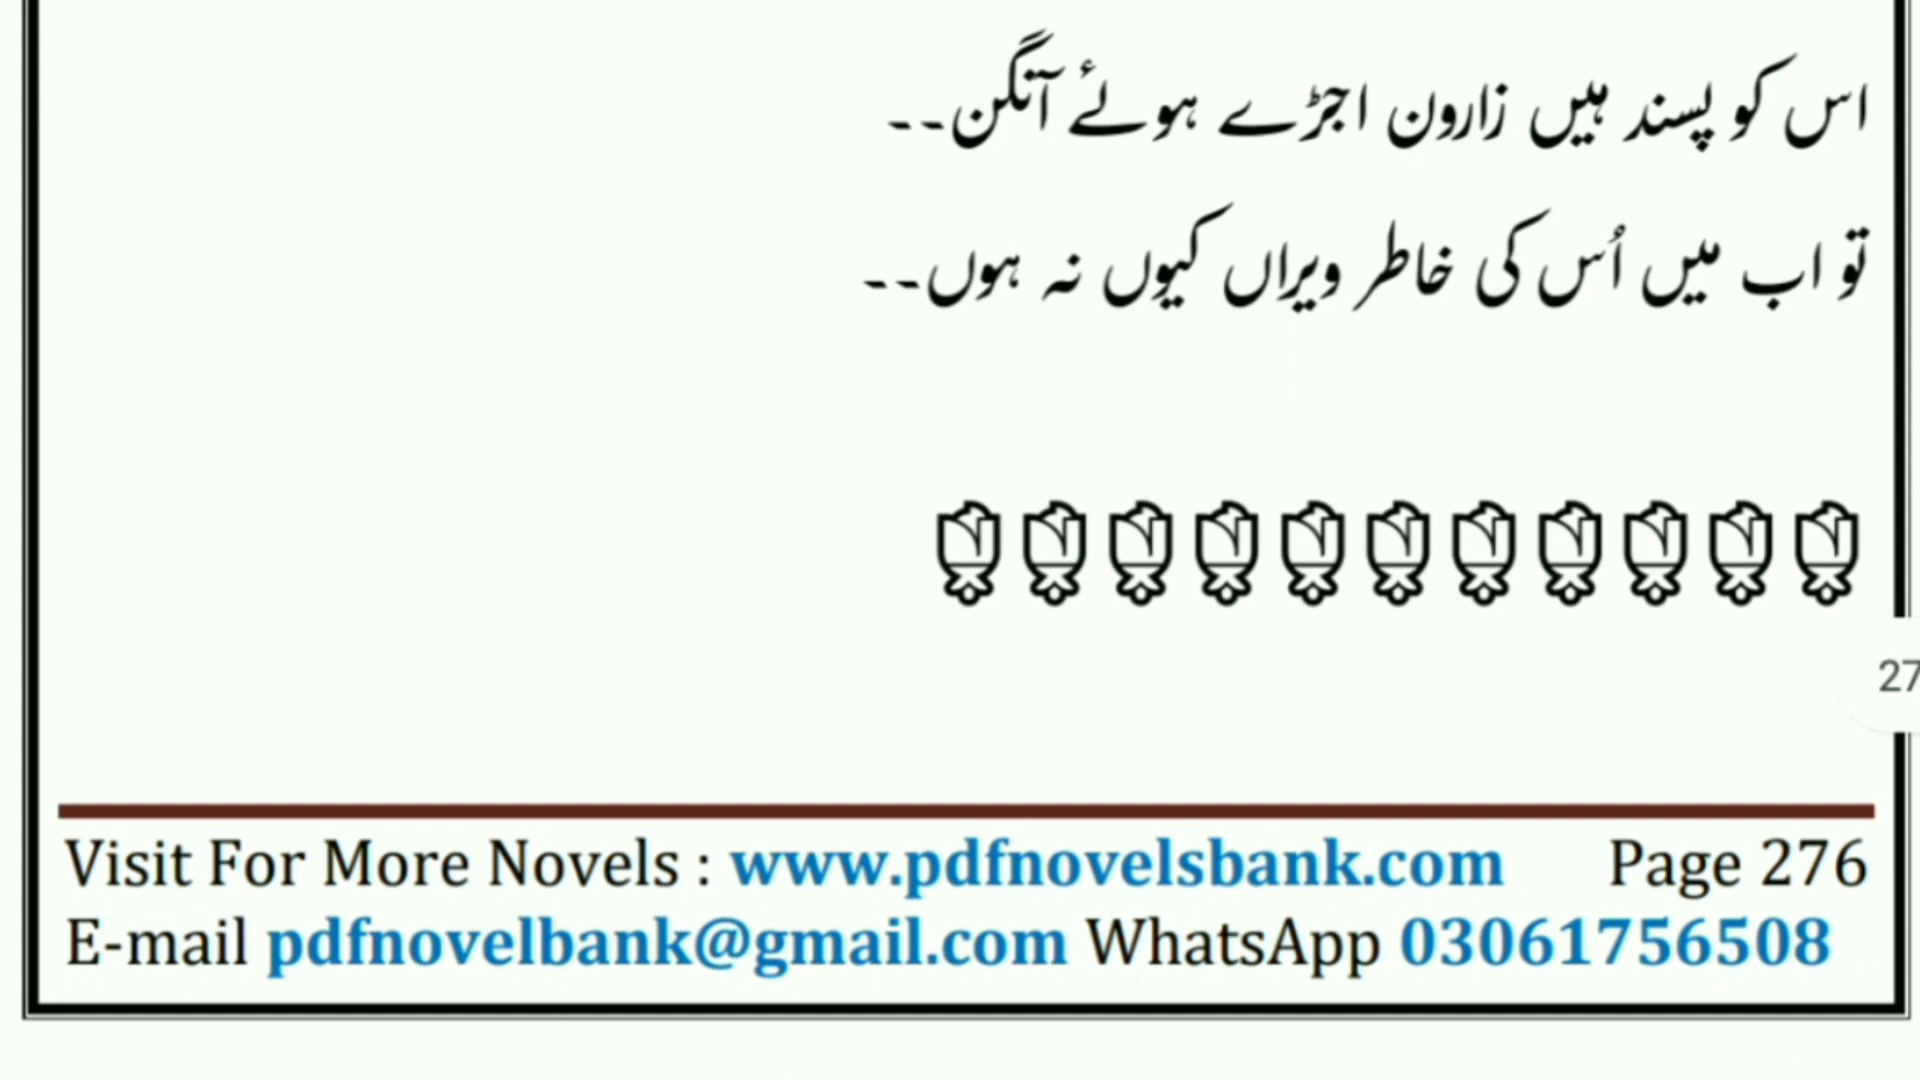 اس کو پسند ہیں زارون اجڑے ہوئے آنگن۔۔
تو اب میں اُس کی خاطر ویراں کیوں نہ ہوں۔۔
27
Visit For More Novels : www.pdfnovelsbank.com Page 276
E-mail pdfnovelbank@gmail.com WhatsApp 03061756508